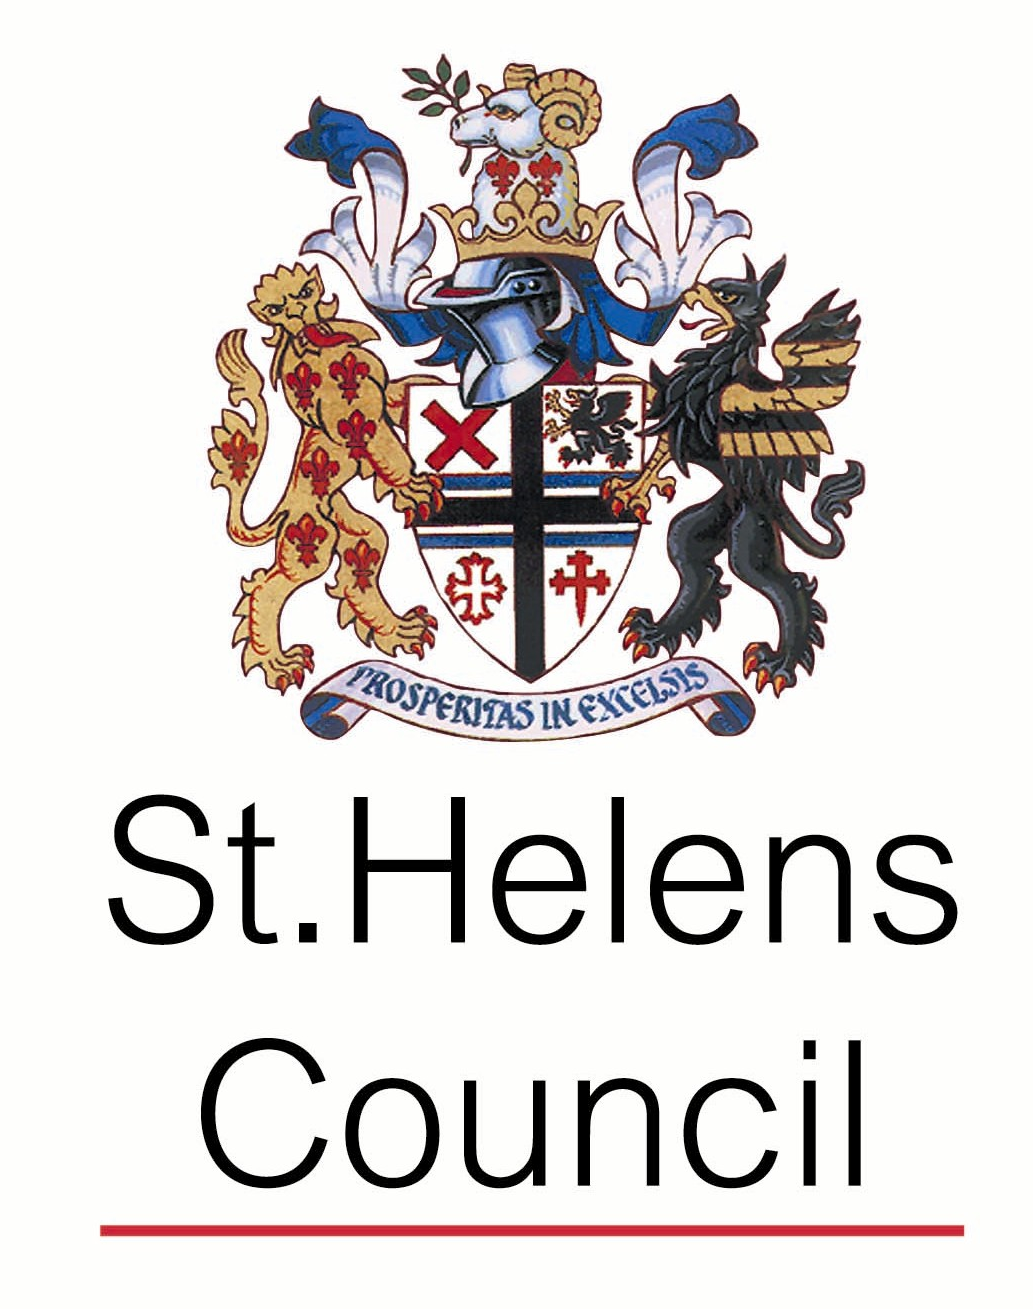 PROSPERITAS IN EXCELSIS
St.Helens
Council